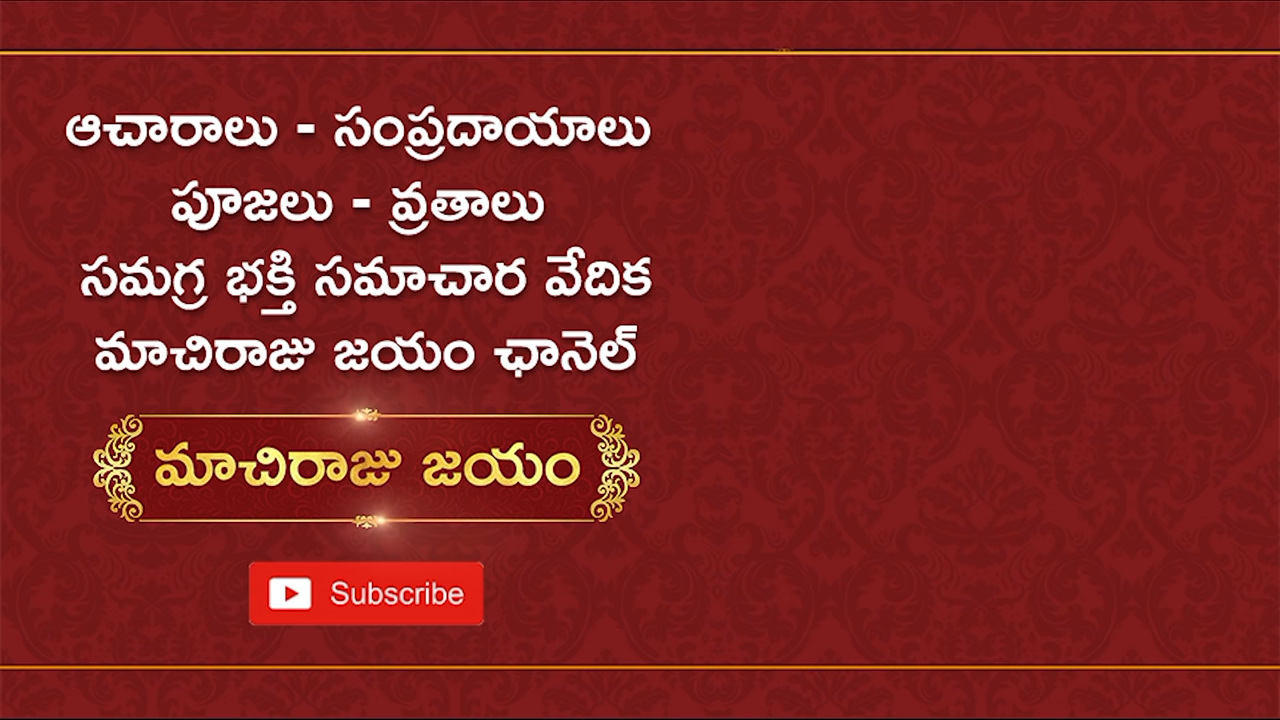 ఆచారాలు - సంప్రదాయాలు
పూజలు - వ్రతాలు
సమగ్ర భక్తి సమాచార వేదిక
మాచిరాజు జయం ఛానెల్
మాచిరాజు జయం
Subscribe